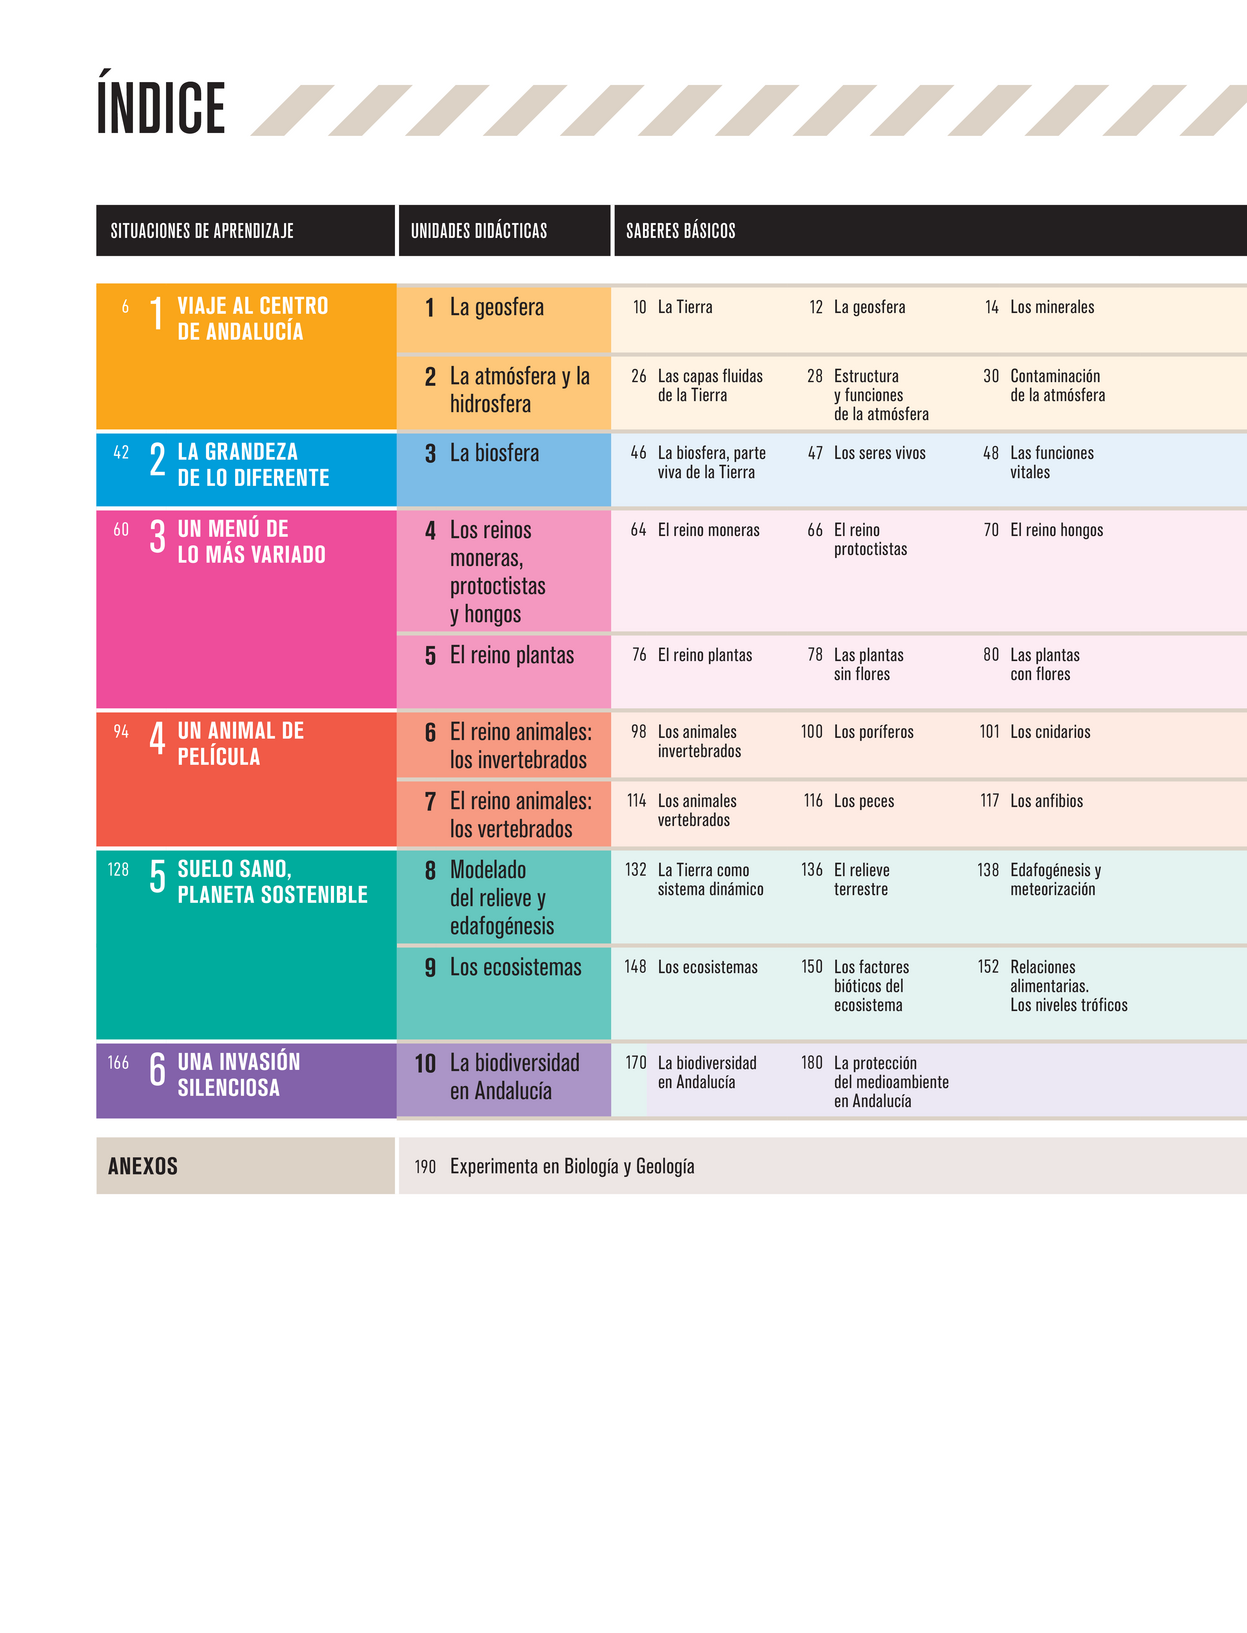 ÍNDICE
SITUACIONES DE APRENDIZAJE
UNIDADES DIDÁCTICAS
SABERES BÁSICOS
6 1 VIAJE AL CENTRO
DE ANDALUCÍA
1 La geosfera
10 La Tierra
12 La geosfera
14 Los minerales
2 La atmósfera y la
hidrosfera
26 Las capas fluidas
de la Tierra
28 Estructura
y funciones
de la atmósfera
30 Contaminación
de la atmósfera
42 2 LA GRANDEZA
DE LO DIFERENTE
3 La biosfera
46 La biosfera, parte
viva de la Tierra
47 Los seres vivos
48 Las funciones
vitales
60 3 UN MENÚ DE
LO MÁS VARIADO
4 Los reinos
moneras,
protoctistas
y hongos
64 El reino moneras
66 El reino
protoctistas
70 El reino hongos
5 El reino plantas
76 El reino plantas
78 Las plantas
sin flores
80 Las plantas
con flores
94 4 UN ANIMAL DE
PELÍCULA
6 El reino animales:
los invertebrados
98 Los animales
invertebrados
100 Los poríferos
101 Los cnidarios
7 El reino animales:
los vertebrados
114 Los animales
vertebrados
116 Los peces
117 Los anfibios
128 5 SUELO SANO,
PLANETA SOSTENIBLE
8 Modelado
del relieve y
edafogénesis
132 La Tierra como
sistema dinámico
136 El relieve
terrestre
138 Edafogénesis y
meteorización
9 Los ecosistemas
148 Los ecosistemas
150 Los factores
bióticos del
ecosistema
152 Relaciones
alimentarias.
Los niveles tróficos
166 6 UNA INVASIÓN
SILENCIOSA
10 La biodiversidad
en Andalucía
170 La biodiversidad
en Andalucía
180 La protección
del medioambiente
en Andalucía
ANEXOS
190 Experimenta en Biología y Geología